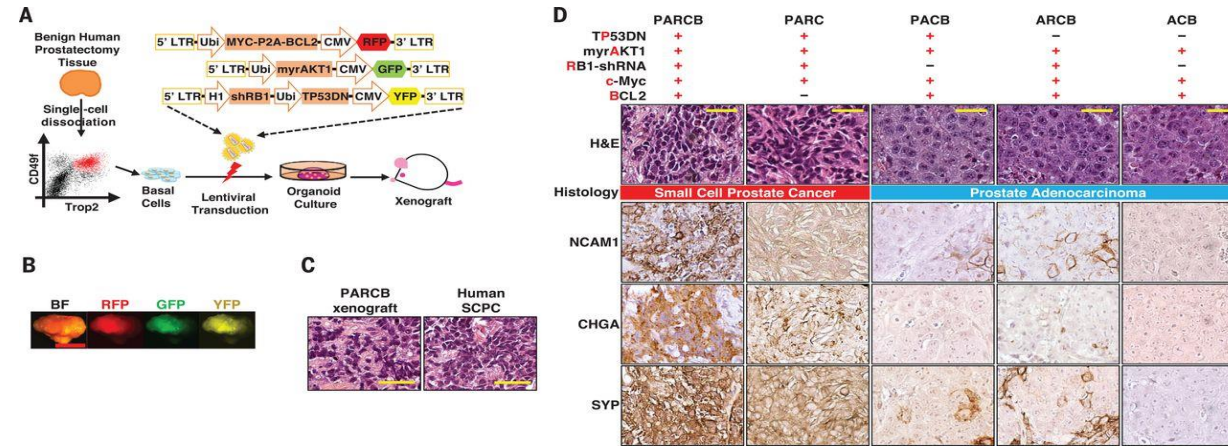 A
Benign Human
Prostatectomy
Tissue
Single-cell
dissociation
CD49f
Trop2
5' LTR Ubi MYC-P2A-BCL2 CMV RFP 3' LTR
5' LTR Ubi myrAKT1 CMV GFP 3' LTR
5' LTR H1 shRB1 Ubi TP53DN CMV YFP 3' LTR
Basal
Cells
Lentiviral
Transduction
Organoid
Culture
Xenograft
B
BF RFP GFP YFP
C
PARCB
xenograft
Human
SCPC
D
PARCB PARC PACB ARCB ACB
TP53DN + + + – –
myrAKT1 + + + + +
RB1-shRNA + + – + –
c-Myc + + + + +
BCL2 + – + + +
H&E
Histology Small Cell Prostate Cancer Prostate Adenocarcinoma
NCAM1
CHGA
SYP